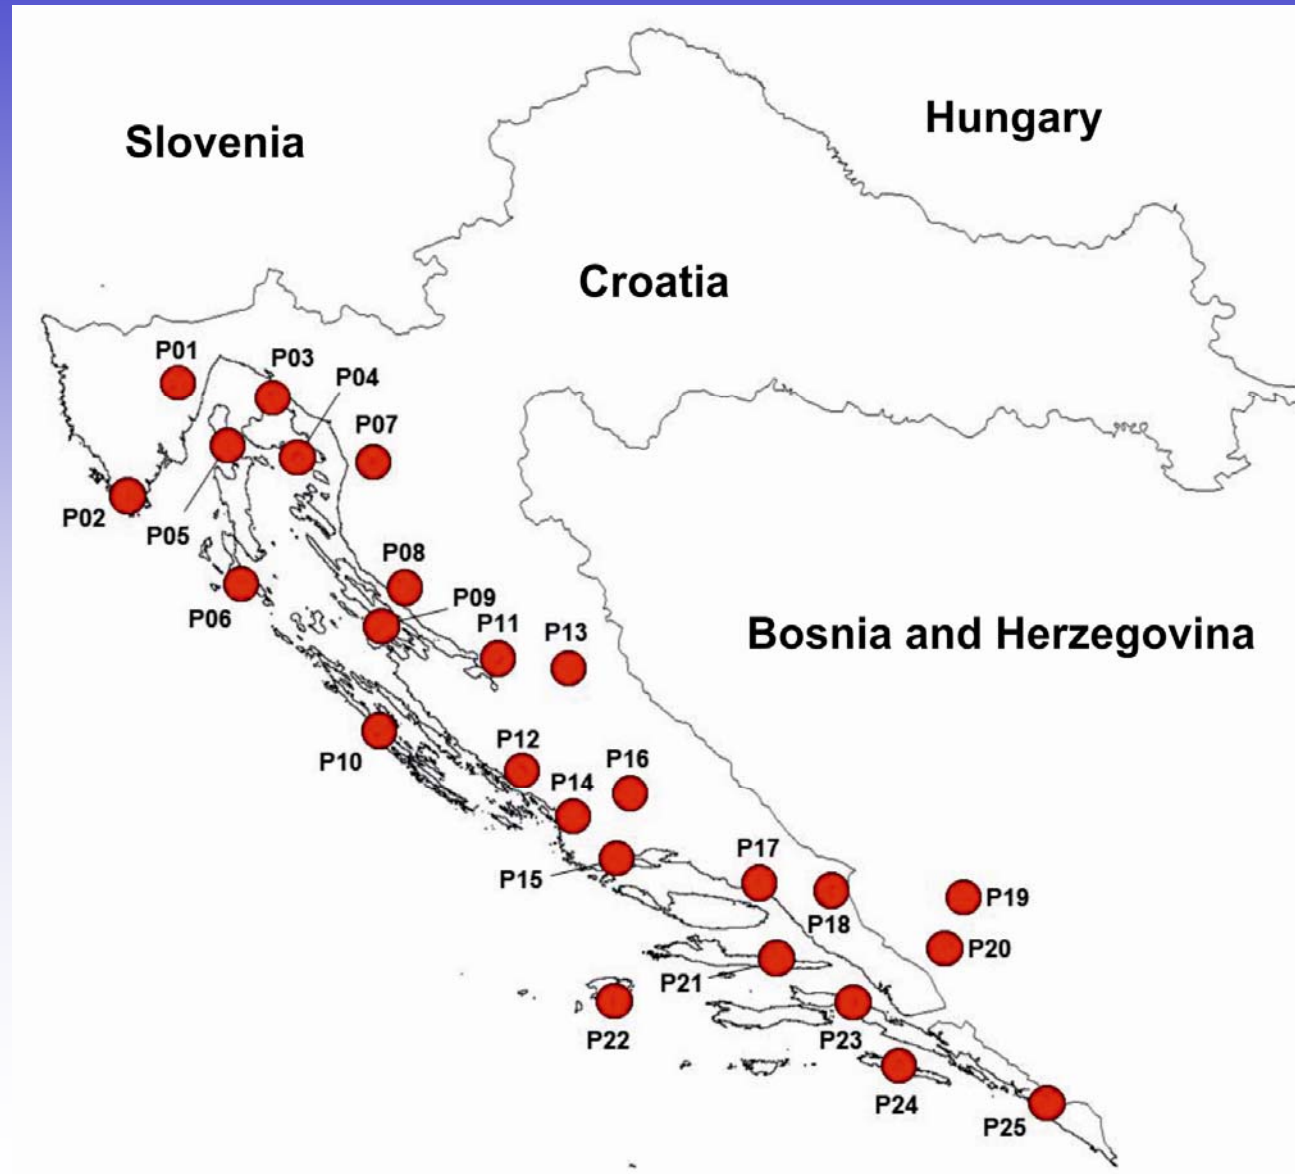 Hungary
Slovenia
Croatia
P01
P03
P04
P07
P02
P05
P08
P09
P06
P11
P13
Bosnia and Herzegovina
P12
P16
P10
P14
P17
P15
P19
P18
P20
P21
P22
P23
P24
P25